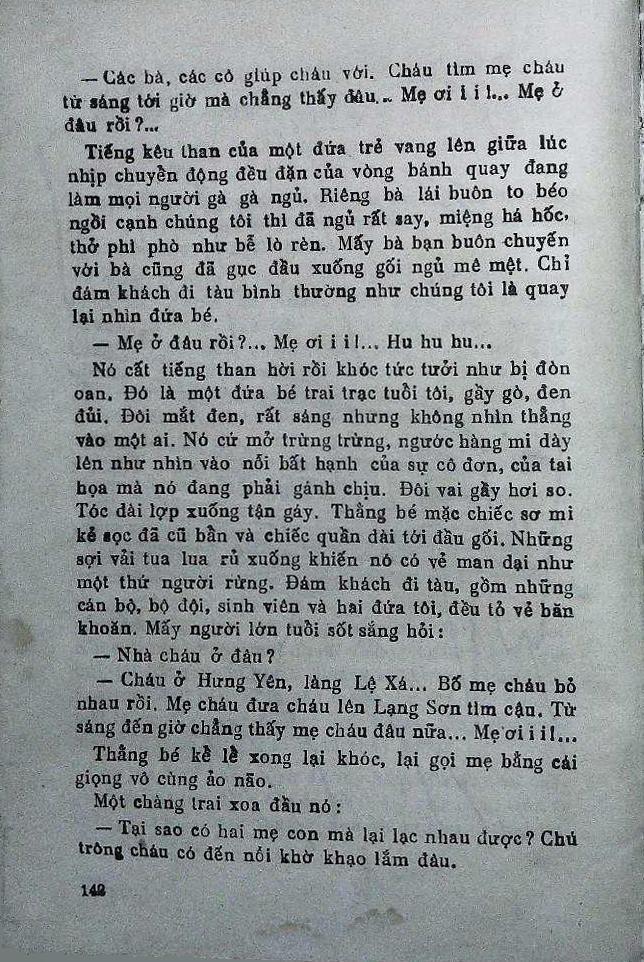 — Các bà, các cô giúp cháu với. Cháu tìm mẹ cháu
từ sáng tới giờ mà chẳng thấy đâu... Mẹ ơi i i!... Mẹ ở
đâu rồi?...
Tiếng kêu than của một đứa trẻ vang lên giữa lúc
nhịp chuyển động đều đặn của vòng bánh quay đang
làm mọi người gà gà ngủ. Riêng bà lái buôn to béo
ngồi cạnh chúng tôi thì đã ngủ rất say, miệng há hốc,
thở phì phò như bễ lò rèn. Mấy bà bạn buôn chuyến
với bà cũng đã gục đầu xuống gối ngủ mê mệt. Chỉ
đám khách đi tàu bình thường như chúng tôi là quay
lại nhìn đứa bé.
— Mẹ ở đâu rồi?... Mẹ ơi i i!... Hu hu hu...
Nó cất tiếng than hời rồi khóc tức tưởi như bị đòn
oan. Đó là một đứa bé trai trạc tuổi tôi, gầy gò, đen
đủi. Đôi mắt đen, rất sáng nhưng không nhìn thẳng
vào một ai. Nó cứ mở trừng trừng, ngước hàng mi dày
lên như nhìn vào nỗi bất hạnh của sự cô đơn, của tai
họa mà nó đang phải gánh chịu. Đôi vai gầy hơi so.
Tóc dài lợp xuống tận gáy. Thằng bé mặc chiếc sơ mi
kẻ sọc đã cũ bẩn và chiếc quần dài tới đầu gối. Những
sợi vải tua lua rủ xuống khiến nó có vẻ man dại như
một thứ người rừng. Đám khách đi tàu, gồm những
cán bộ, bộ đội, sinh viên và hai đứa tôi, đều tỏ vẻ băn
khoăn. Mấy người lớn tuổi sốt sắng hỏi:
— Nhà cháu ở đâu?
— Cháu ở Hưng Yên, làng Lệ Xá... Bố mẹ cháu bỏ
nhau rồi. Mẹ cháu đưa cháu lên Lạng Sơn tìm cậu. Từ
sáng đến giờ chẳng thấy mẹ cháu đâu nữa... Mẹ ơi i i!...
Thằng bé kể lể xong lại khóc, lại gọi mẹ bằng cái
giọng vô cùng ảo não.
Một chàng trai xoa đầu nó:
— Tại sao có hai mẹ con mà lại lạc nhau được? Chú
trông cháu có đến nỗi khờ khạo lắm đâu.
142